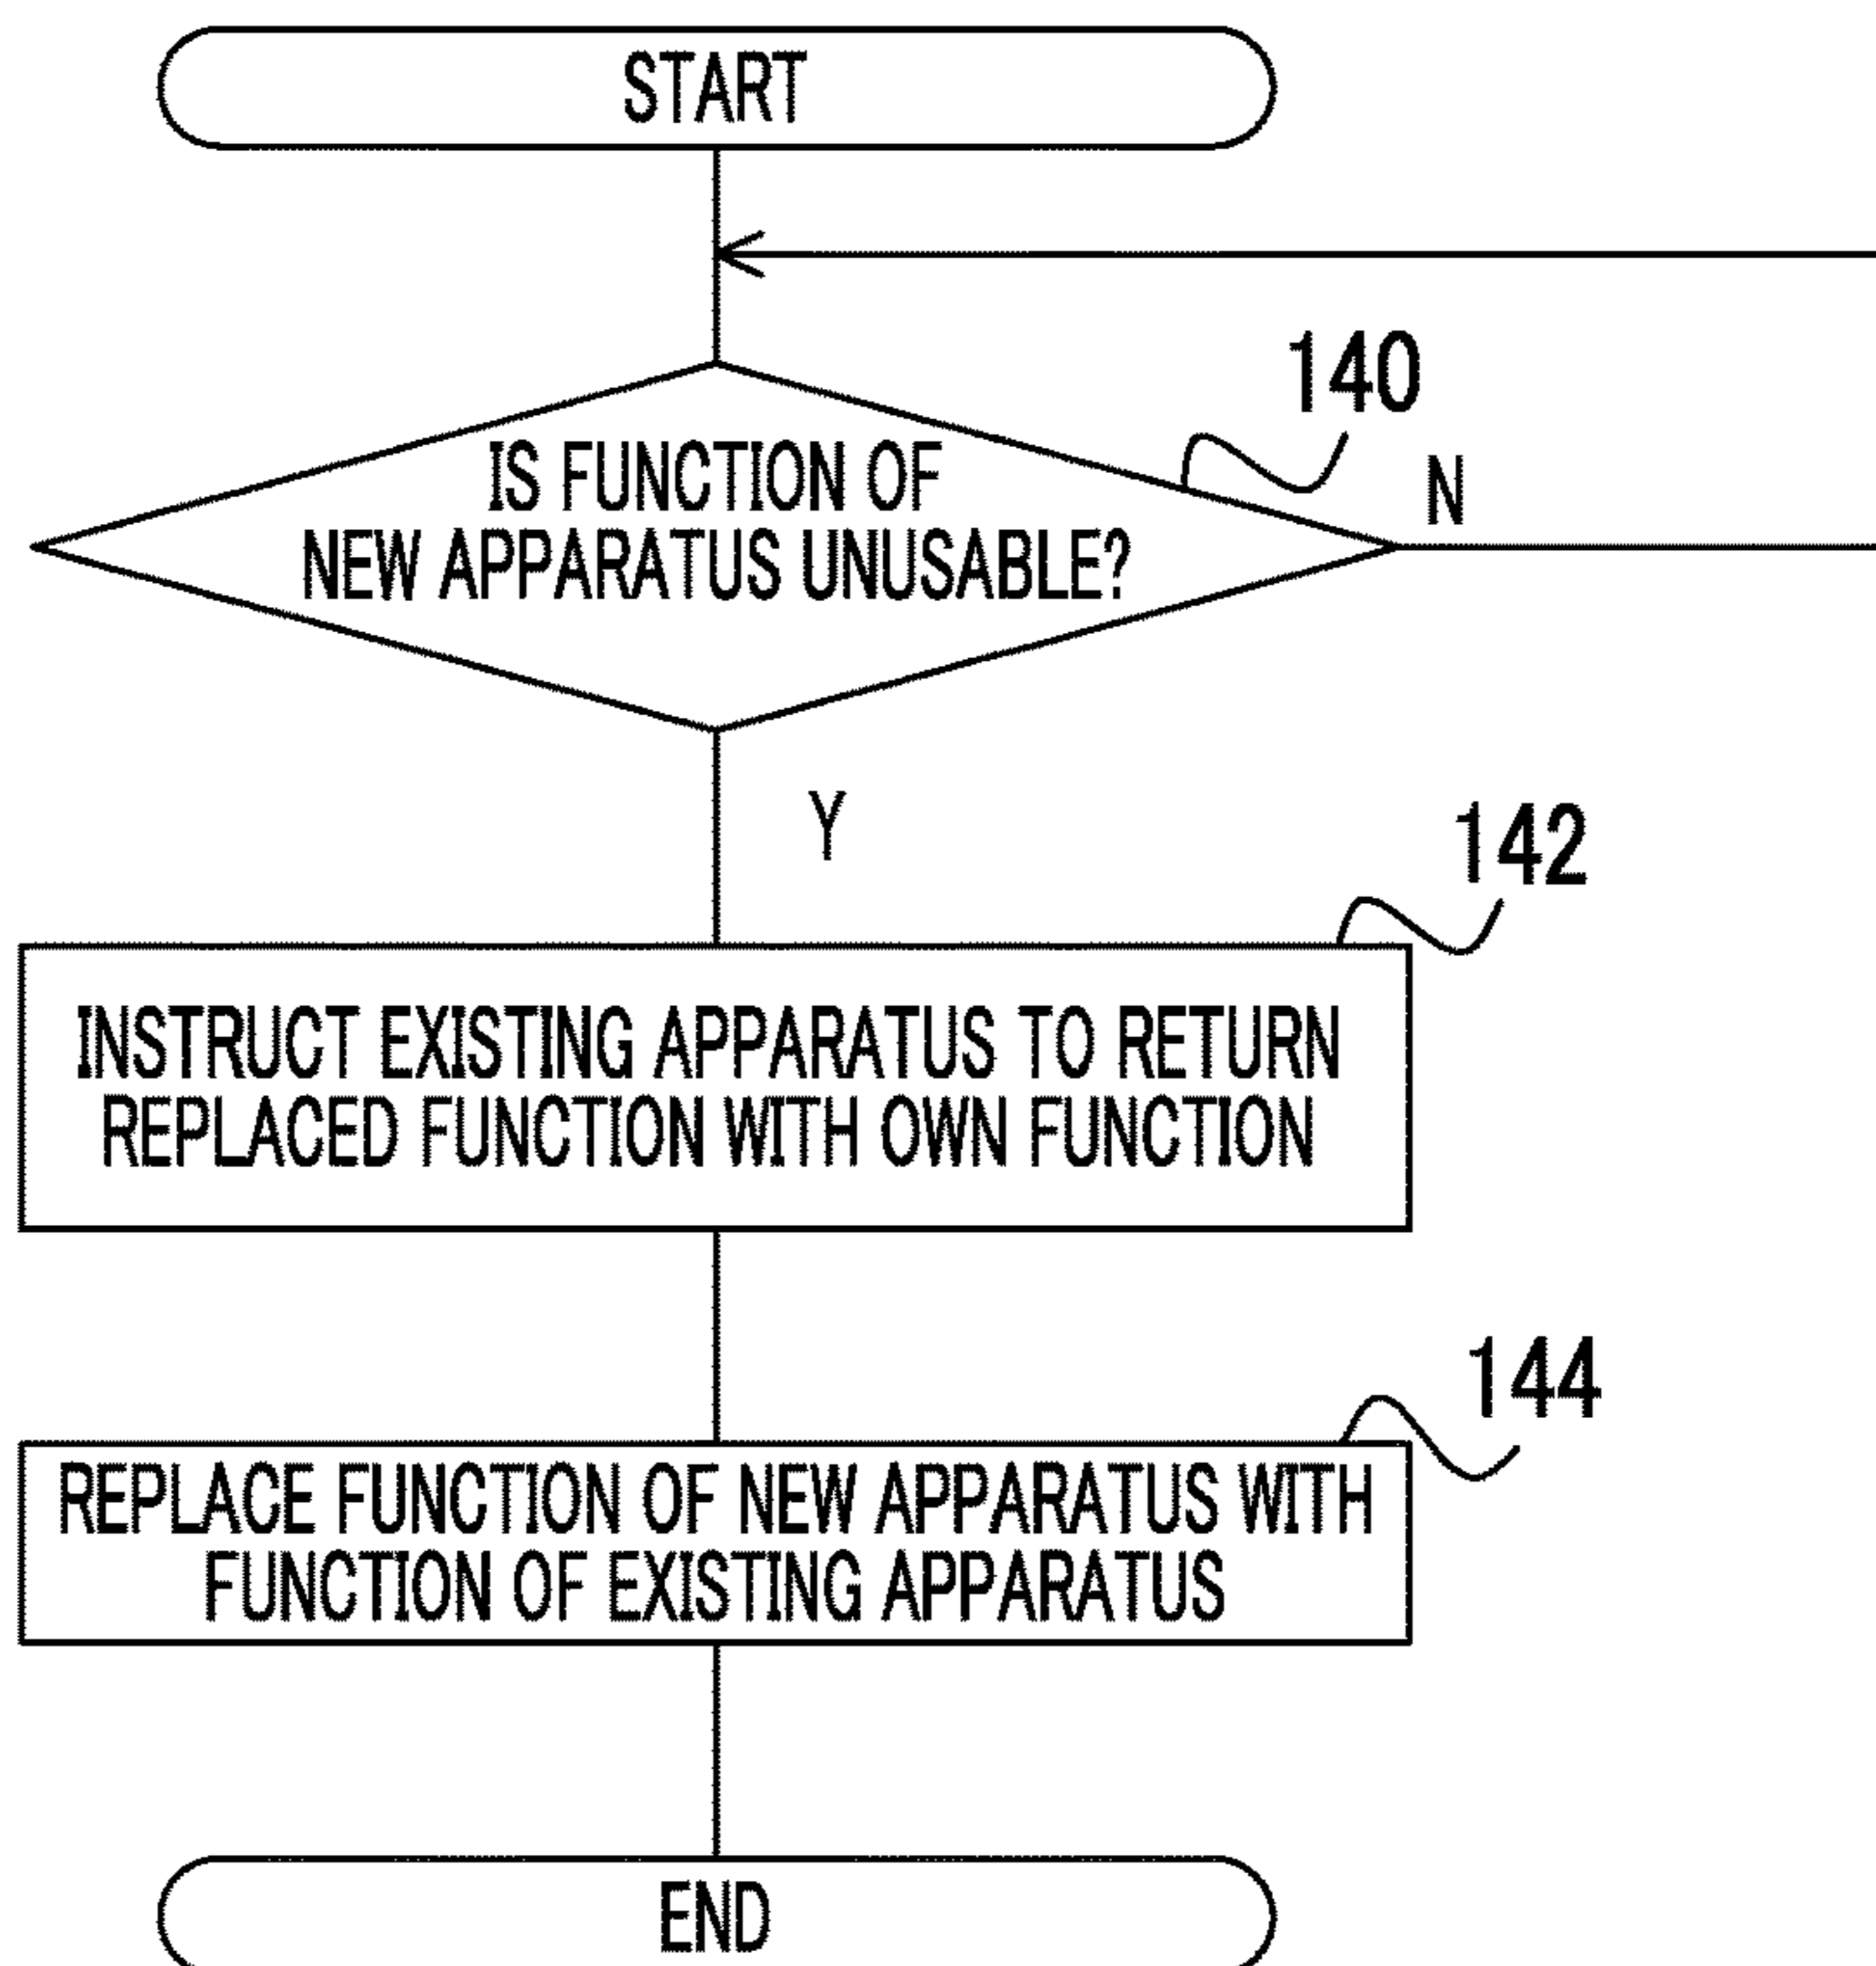 START
140
IS FUNCTION OF
NEW APPARATUS UNUSABLE?
N
Y
142
INSTRUCT EXISTING APPARATUS TO RETURN
REPLACED FUNCTION WITH OWN FUNCTION
144
REPLACE FUNCTION OF NEW APPARATUS WITH
FUNCTION OF EXISTING APPARATUS
END